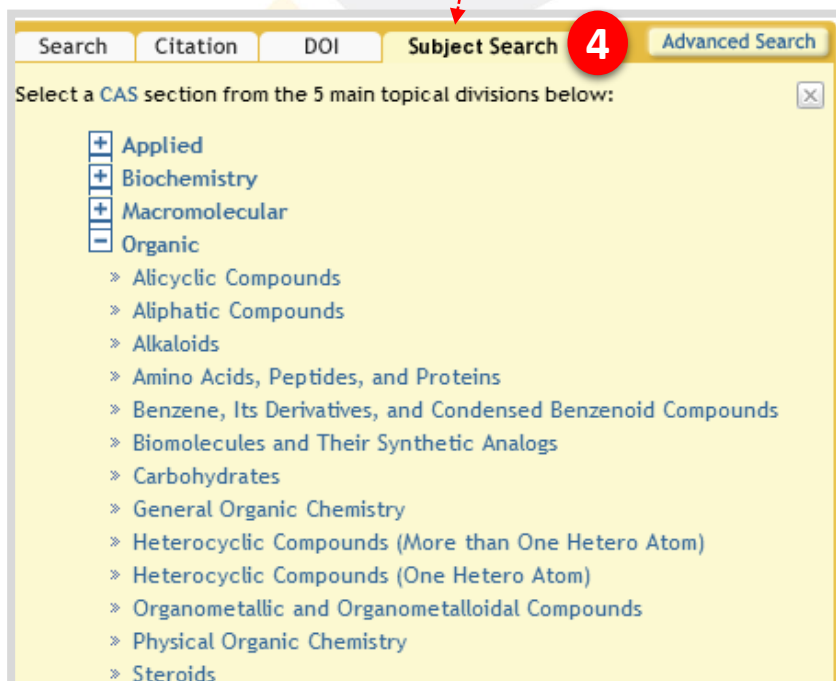 Search Citation DOI Subject Search 4 Advanced Search
Select a CAS section from the 5 main topical divisions below:
Applied
Biochemistry
Macromolecular
Organic
» Alicyclic Compounds
» Aliphatic Compounds
» Alkaloids
» Amino Acids, Peptides, and Proteins
» Benzene, Its Derivatives, and Condensed Benzenoid Compounds
» Biomolecules and Their Synthetic Analogs
» Carbohydrates
» General Organic Chemistry
» Heterocyclic Compounds (More than One Hetero Atom)
» Heterocyclic Compounds (One Hetero Atom)
» Organometallic and Organometalloidal Compounds
» Physical Organic Chemistry
» Steroids